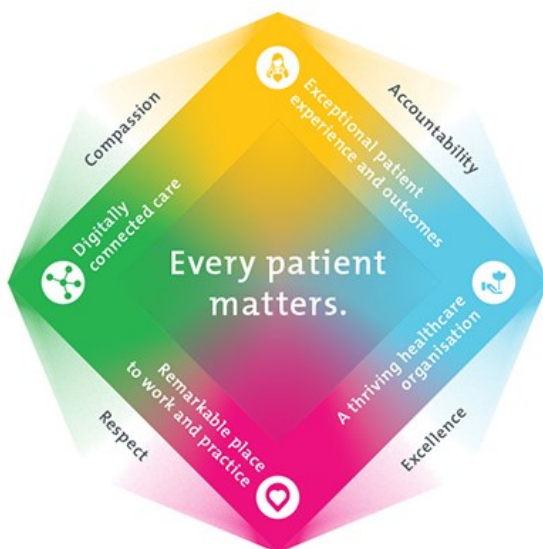 Compassion
Accountability
Exceptional patient
experience and outcomes
Digitally
connected care
Every patient
matters.
A thriving healthcare
organisation
Remarkable place
to work and practice
Respect
Excellence